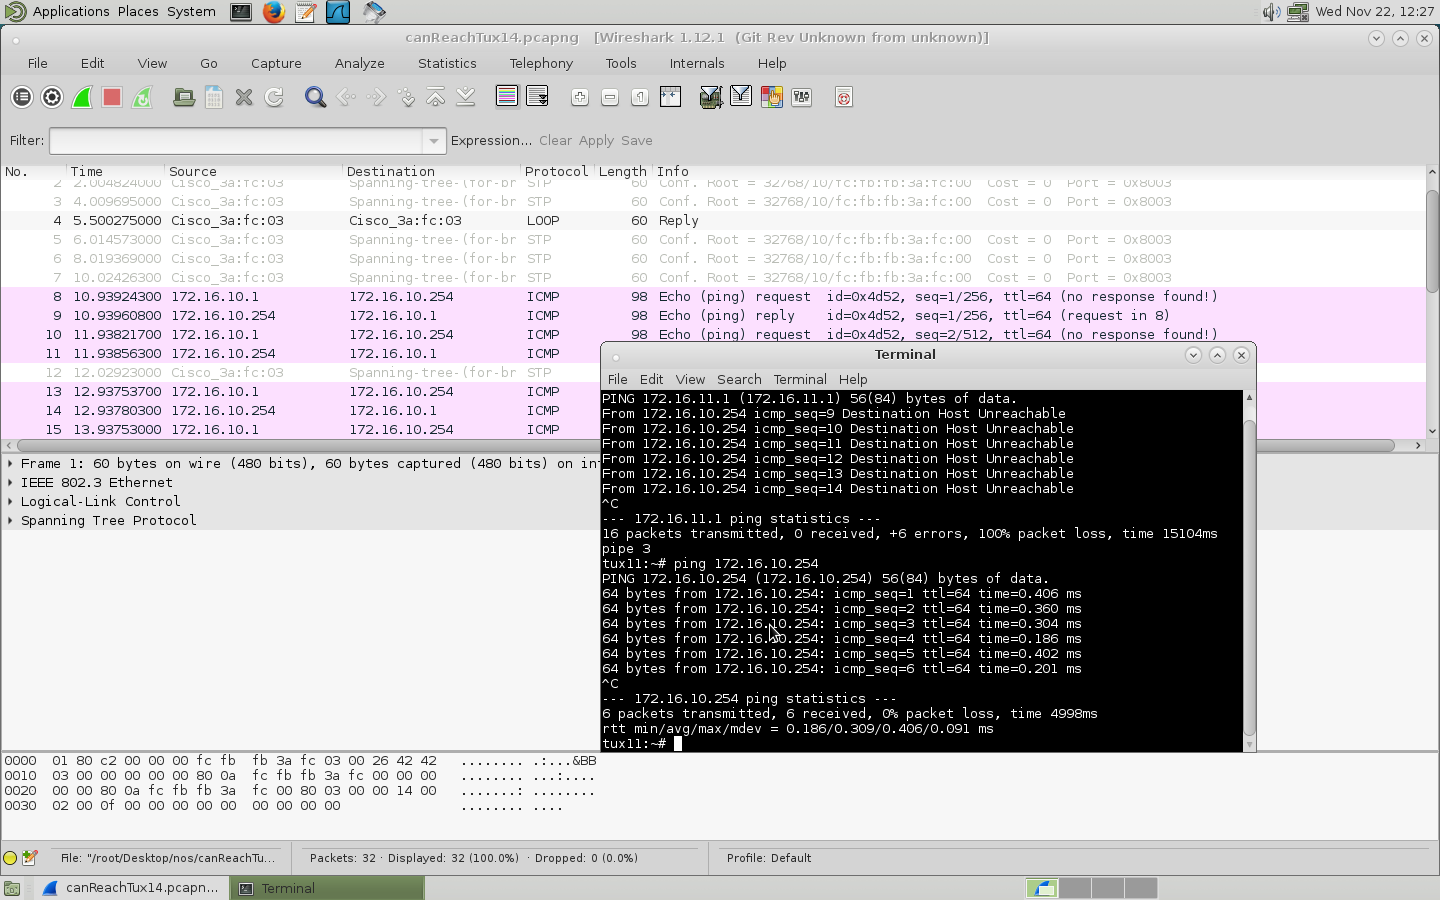 Applications Places System Wed Nov 22, 12:27
canReachTux14.pcapng [Wireshark 1.12.1 (Git Rev Unknown from unknown)]
File Edit View Go Capture Analyze Statistics Telephony Tools Internals Help
Filter: Expression... Clear Apply Save
No. Time Source Destination Protocol Length Info
2 2.004824000 Cisco_3a:fc:03 Spanning-tree-(for-br STP 60 Conf. Root = 32768/10/fc:fb:fb:3a:fc:00 Cost = 0 Port = 0x8003
3 4.009695000 Cisco_3a:fc:03 Spanning-tree-(for-br STP 60 Conf. Root = 32768/10/fc:fb:fb:3a:fc:00 Cost = 0 Port = 0x8003
4 5.500275000 Cisco_3a:fc:03 Cisco_3a:fc:03 LOOP 60 Reply
5 6.014573000 Cisco_3a:fc:03 Spanning-tree-(for-br STP 60 Conf. Root = 32768/10/fc:fb:fb:3a:fc:00 Cost = 0 Port = 0x8003
6 8.019369000 Cisco_3a:fc:03 Spanning-tree-(for-br STP 60 Conf. Root = 32768/10/fc:fb:fb:3a:fc:00 Cost = 0 Port = 0x8003
7 10.02426300 Cisco_3a:fc:03 Spanning-tree-(for-br STP 60 Conf. Root = 32768/10/fc:fb:fb:3a:fc:00 Cost = 0 Port = 0x8003
8 10.93924300 172.16.10.1 172.16.10.254 ICMP 98 Echo (ping) request id=0x4d52, seq=1/256, ttl=64 (no response found!)
9 10.93960800 172.16.10.254 172.16.10.1 ICMP 98 Echo (ping) reply id=0x4d52, seq=1/256, ttl=64 (request in 8)
10 11.93821700 172.16.10.1 172.16.10.254 ICMP 98 Echo (ping) request id=0x4d52, seq=2/512, ttl=64 (no response found!)
11 11.93856300 172.16.10.254 172.16.10.1 ICMP
12 12.02923000 Cisco_3a:fc:03 Spanning-tree-(for-br STP
13 12.93753700 172.16.10.1 172.16.10.254 ICMP
14 12.93780300 172.16.10.254 172.16.10.1 ICMP
15 13.93753000 172.16.10.1 172.16.10.254 ICMP
Frame 1: 60 bytes on wire (480 bits), 60 bytes captured (480 bits) on int
IEEE 802.3 Ethernet
Logical-Link Control
Spanning Tree Protocol
Terminal
File Edit View Search Terminal Help
PING 172.16.11.1 (172.16.11.1) 56(84) bytes of data.
From 172.16.10.254 icmp_seq=9 Destination Host Unreachable
From 172.16.10.254 icmp_seq=10 Destination Host Unreachable
From 172.16.10.254 icmp_seq=11 Destination Host Unreachable
From 172.16.10.254 icmp_seq=12 Destination Host Unreachable
From 172.16.10.254 icmp_seq=13 Destination Host Unreachable
From 172.16.10.254 icmp_seq=14 Destination Host Unreachable
^C
--- 172.16.11.1 ping statistics ---
16 packets transmitted, 0 received, +6 errors, 100% packet loss, time 15104ms
pipe 3
tux11:~# ping 172.16.10.254
PING 172.16.10.254 (172.16.10.254) 56(84) bytes of data.
64 bytes from 172.16.10.254: icmp_seq=1 ttl=64 time=0.406 ms
64 bytes from 172.16.10.254: icmp_seq=2 ttl=64 time=0.360 ms
64 bytes from 172.16.10.254: icmp_seq=3 ttl=64 time=0.304 ms
64 bytes from 172.16.10.254: icmp_seq=4 ttl=64 time=0.186 ms
64 bytes from 172.16.10.254: icmp_seq=5 ttl=64 time=0.402 ms
64 bytes from 172.16.10.254: icmp_seq=6 ttl=64 time=0.201 ms
^C
--- 172.16.10.254 ping statistics ---
6 packets transmitted, 6 received, 0% packet loss, time 4998ms
rtt min/avg/max/mdev = 0.186/0.309/0.406/0.091 ms
tux11:~#
0000 01 80 c2 00 00 00 fc fb fb 3a fc 03 00 26 42 42 ........ .:...&BB
0010 03 00 00 00 00 00 80 0a fc fb fb 3a fc 00 00 00 ........ ...:....
0020 00 00 80 0a fc fb fb 3a fc 00 80 03 00 00 14 00 .......: ........
0030 02 00 0f 00 00 00 00 00 00 00 00 00 ........ ....
File: "/root/Desktop/nos/canReachTu... Packets: 32 · Displayed: 32 (100.0%) · Dropped: 0 (0.0%) Profile: Default
canReachTux14.pcapn... Terminal